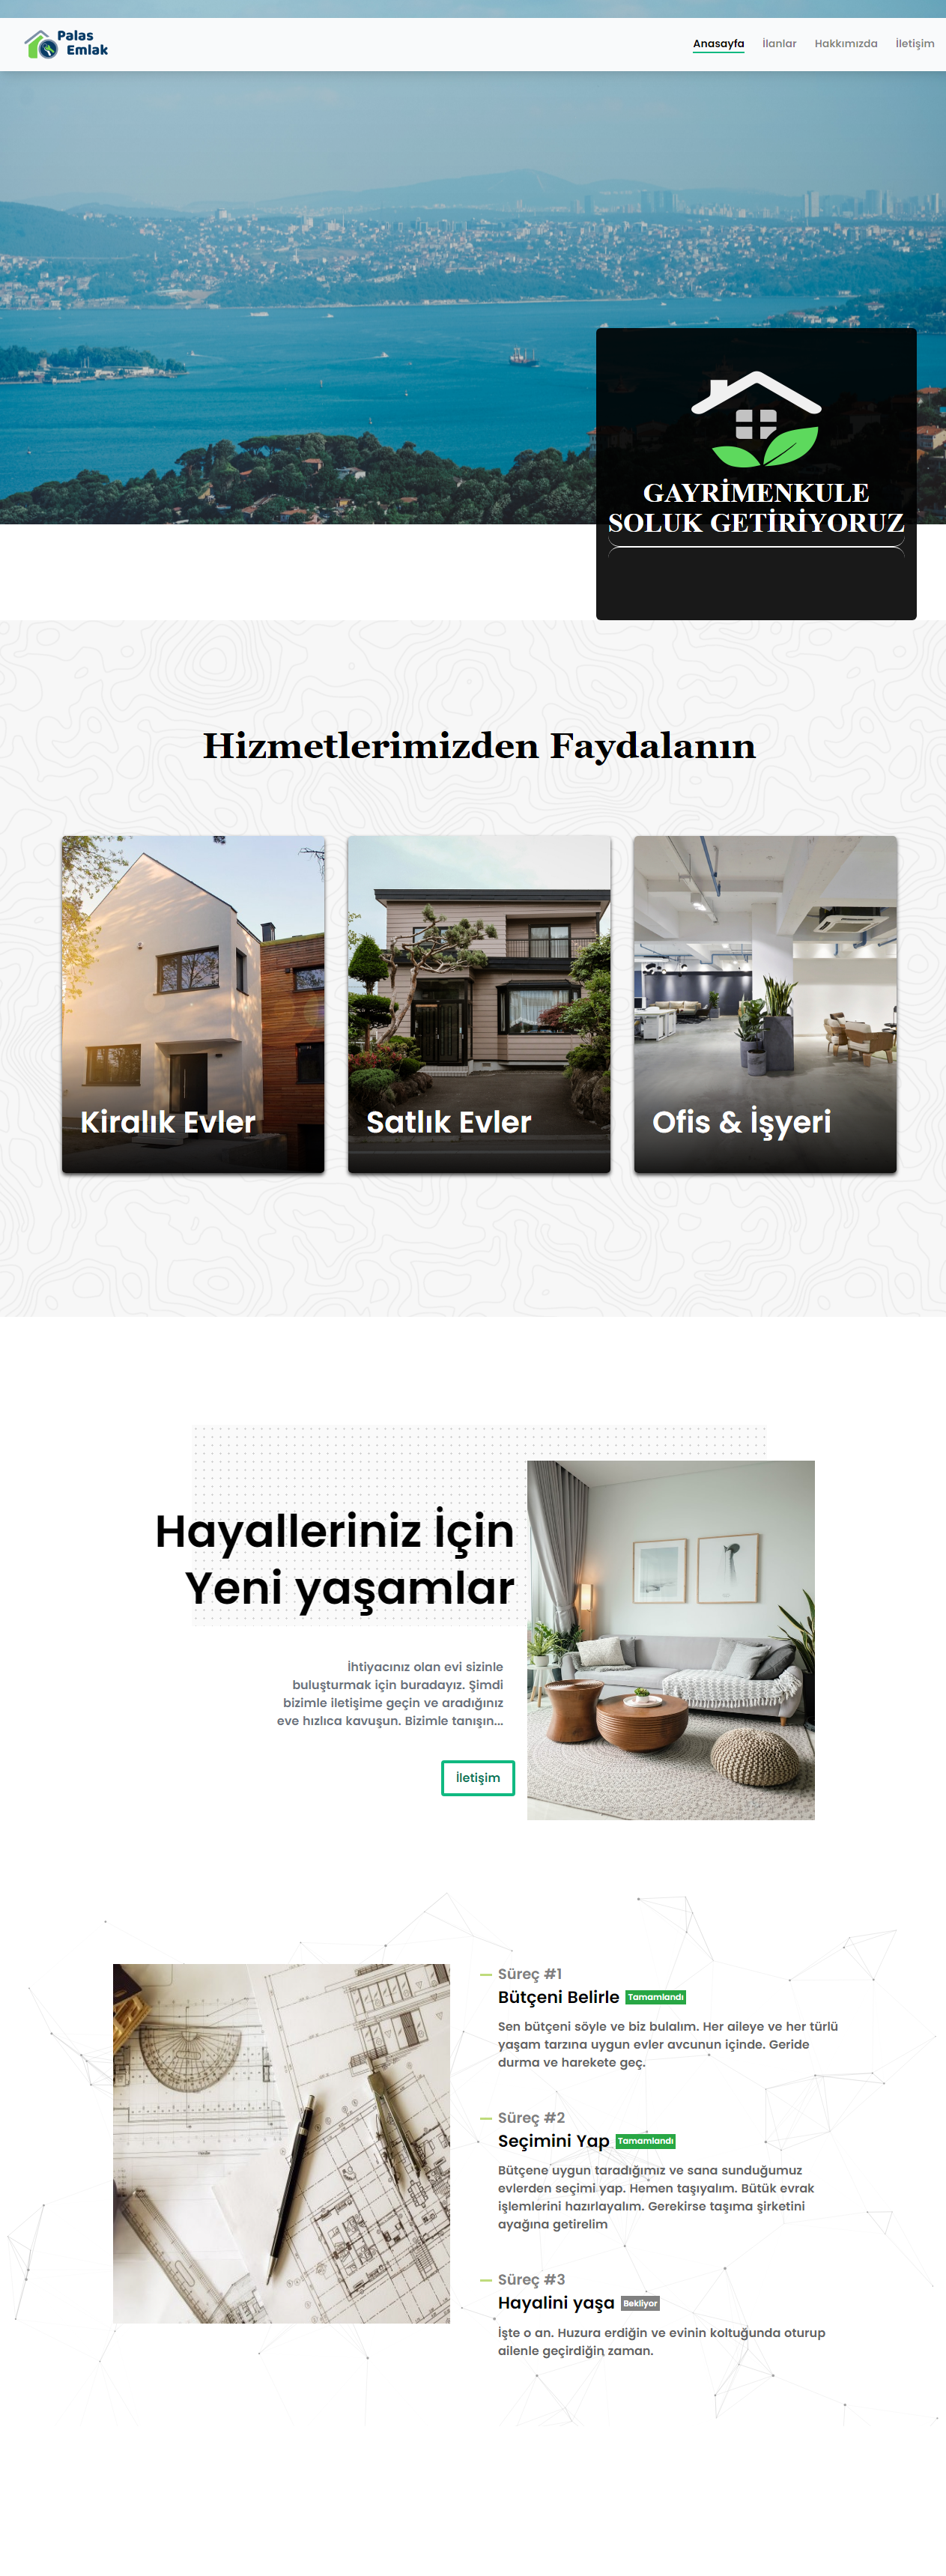 Palas
Emlak
Anasayfa
İlanlar
Hakkımızda
İletişim
GAYRİMENKULE
SOLUK GETİRİYORUZ
Hizmetlerimizden Faydalanın
Kiralık Evler
Satlık Evler
Ofis & İşyeri
Hayalleriniz İçin
Yeni yaşamlar
İhtiyacınız olan evi sizinle
buluşturmak için buradayız. Şimdi
bizimle iletişime geçin ve aradığınız
eve hızlıca kavuşun. Bizimle tanışın...
İletişim
Süreç #1
Bütçeni Belirle Tamamlandı
Sen bütçeni söyle ve biz bulalım. Her aileye ve her türlü
yaşam tarzına uygun evler avcunun içinde. Geride
durma ve harekete geç.
Süreç #2
Seçimini Yap Tamamlandı
Bütçene uygun taradığımız ve sana sunduğumuz
evlerden seçimi yap. Hemen taşıyalım. Bütük evrak
işlemlerini hazırlayalım. Gerekirse taşıma şirketini
ayağına getirelim
Süreç #3
Hayalini yaşa Bekliyor
İşte o an. Huzura erdiğin ve evinin koltuğunda oturup
ailenle geçirdiğin zaman.